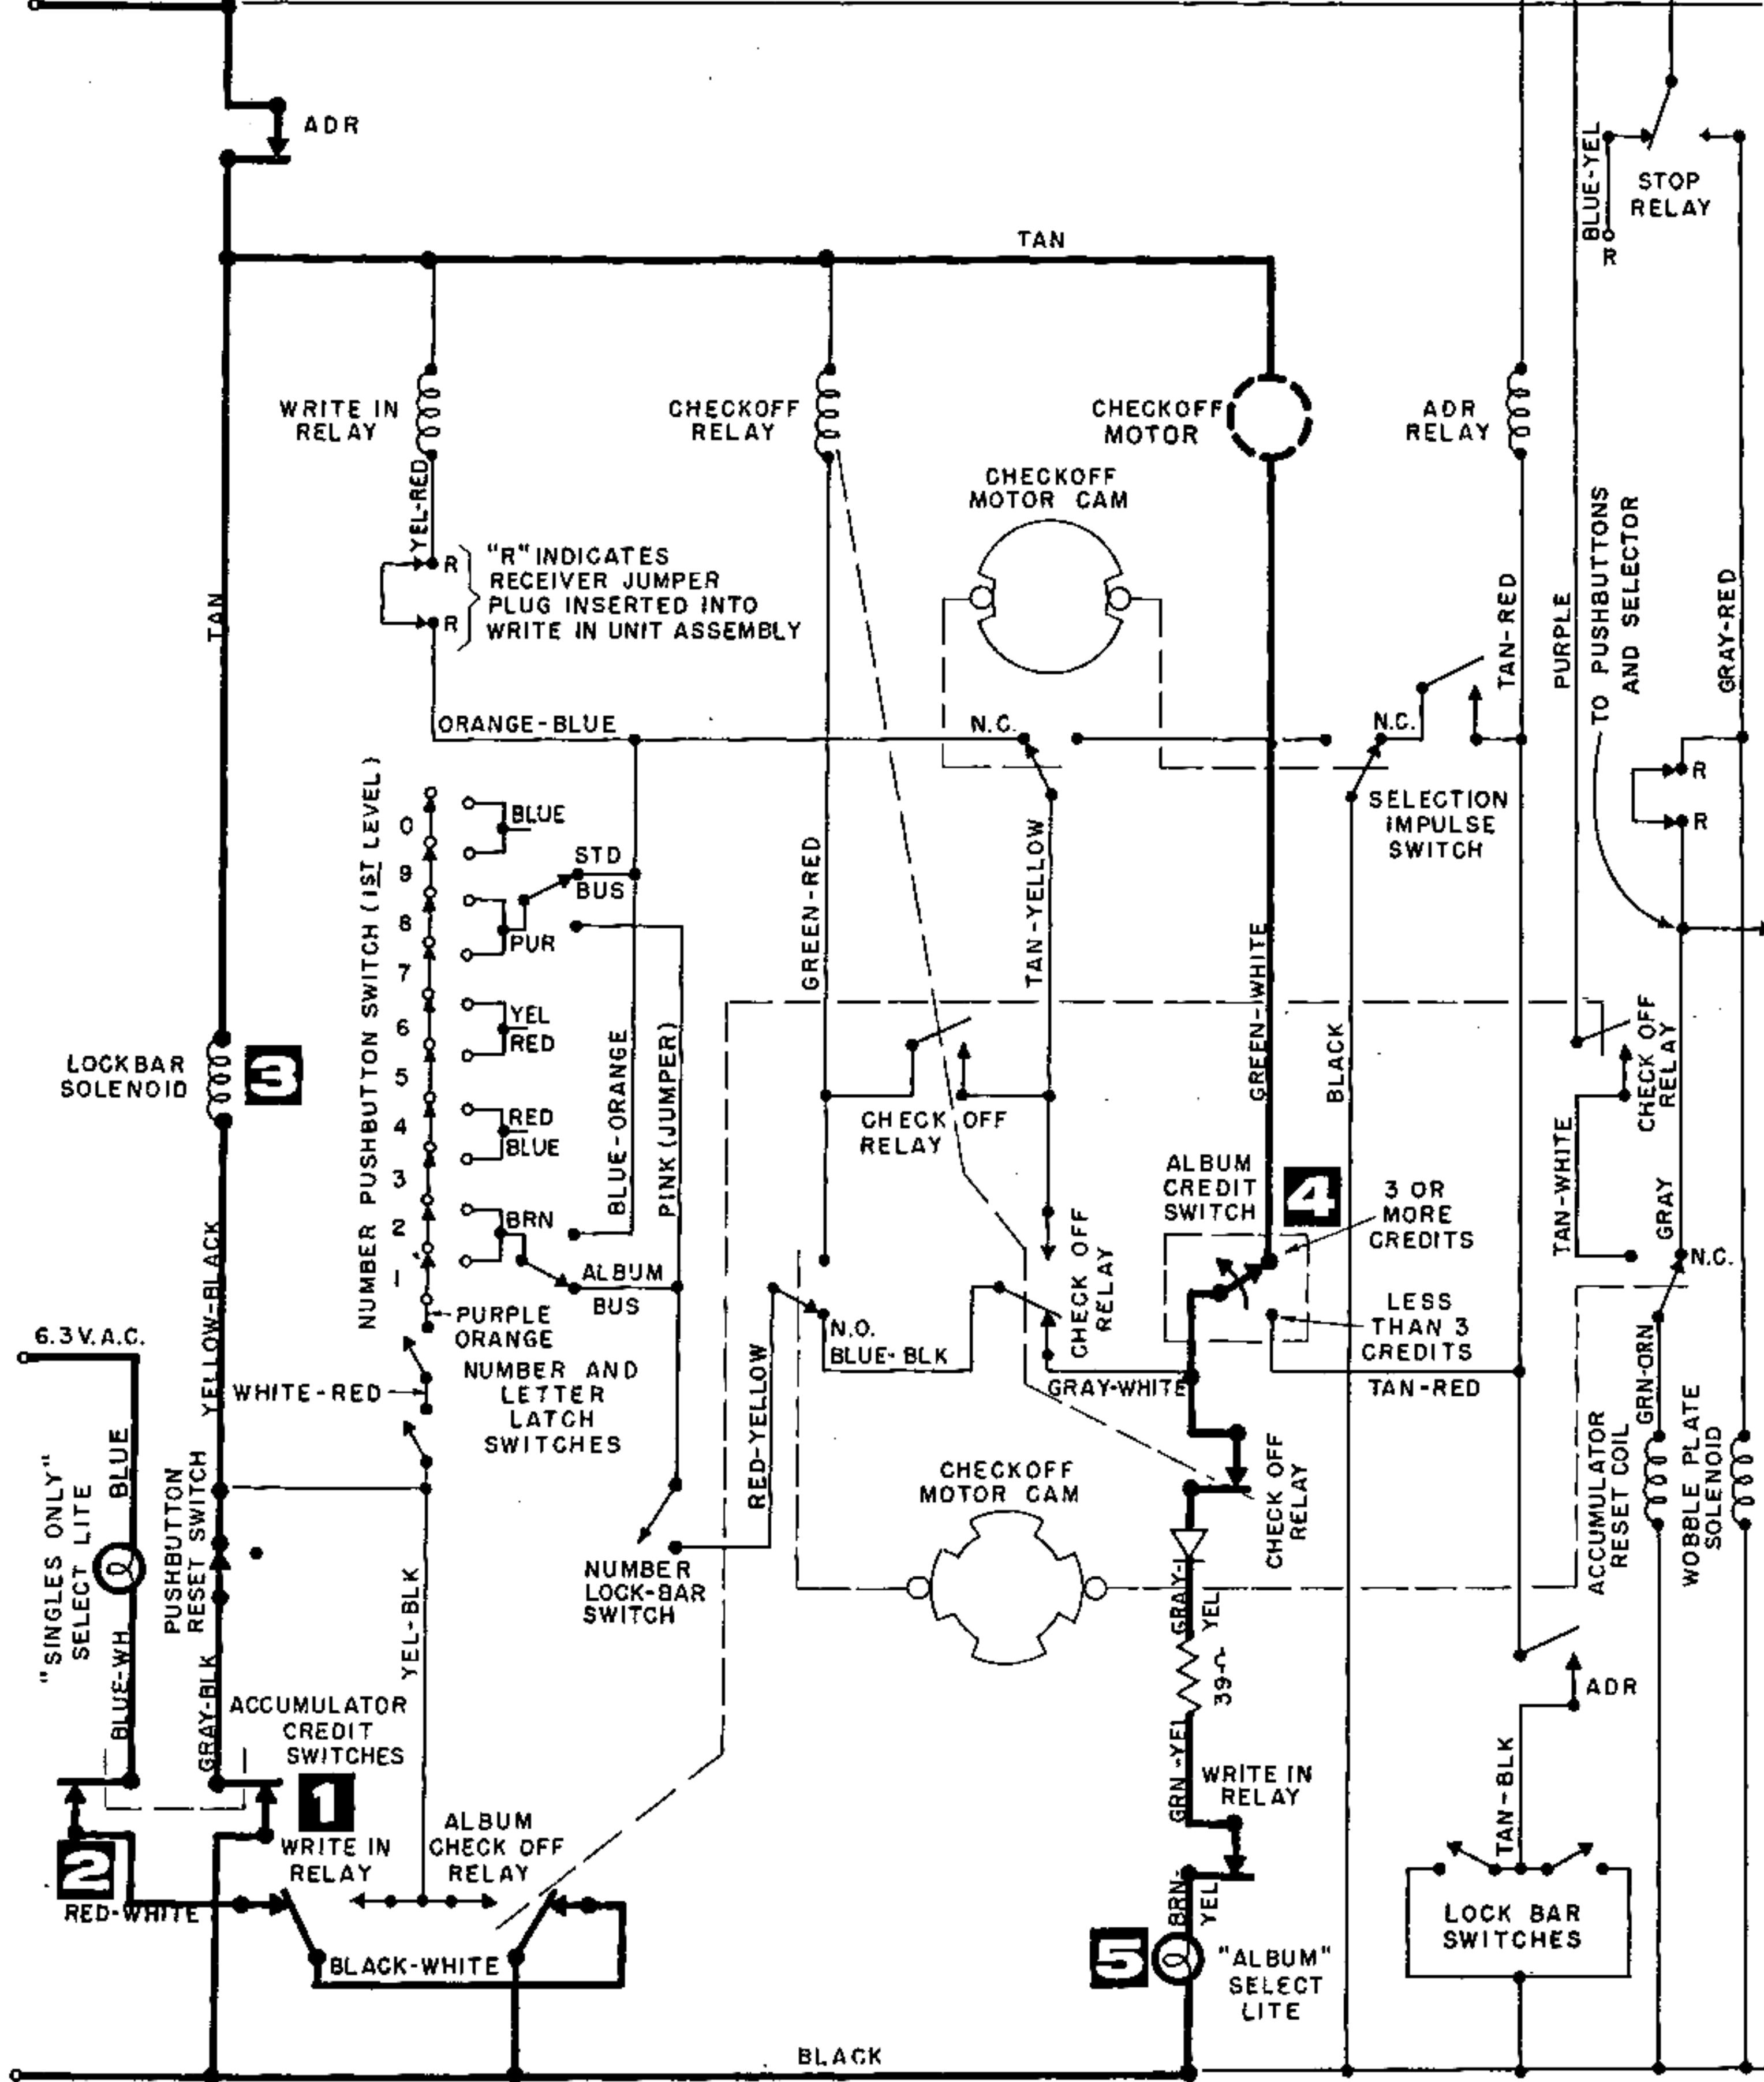 ADR
TAN
BLUE-YEL
STOP
RELAY
R
WRITE IN
RELAY
YEL-RED
CHECKOFF
RELAY
CHECKOFF
MOTOR
ADR
RELAY
CHECKOFF
MOTOR CAM
R
R
"R" INDICATES
RECEIVER JUMPER
PLUG INSERTED INTO
WRITE IN UNIT ASSEMBLY
TAN
TAN-RED
PURPLE
TO PUSHBUTTONS
AND SELECTOR
GRAY-RED
ORANGE-BLUE
N.C.
N.C.
SELECTION
IMPULSE
SWITCH
R
R
NUMBER PUSHBUTTON SWITCH (1ST LEVEL)
0
9
8
7
6
5
4
3
2
1
BLUE
STD
BUS
PUR
YEL
RED
RED
BLUE
BRN
ALBUM
BUS
PURPLE
ORANGE
BLUE-ORANGE
PINK (JUMPER)
GREEN-RED
TAN-YELLOW
GREEN-WHITE
BLACK
LOCKBAR
SOLENOID
3
CHECK OFF
RELAY
CHECK OFF
RELAY
TAN-WHITE
GRAY
N.C.
ALBUM
CREDIT
SWITCH
4
3 OR
MORE
CREDITS
LESS
THAN 3
CREDITS
TAN-RED
CHECK OFF
RELAY
N.O.
BLUE-BLK
GRAY-WHITE
YELLOW-BLACK
6.3 V.A.C.
WHITE-RED
NUMBER AND
LETTER
LATCH
SWITCHES
RED-YELLOW
CHECKOFF
MOTOR CAM
CHECK OFF
RELAY
GRN-ORN
ACCUMULATOR
RESET COIL
WOBBLE PLATE
SOLENOID
"SINGLES ONLY"
SELECT LITE
BLUE
PUSHBUTTON
RESET SWITCH
NUMBER
LOCK-BAR
SWITCH
YEL-BLK
GRAY-
YEL
39Ω
BLUE-WH
GRAY-BLK
ACCUMULATOR
CREDIT
SWITCHES
1
GRN-YEL
WRITE IN
RELAY
ADR
TAN-BLK
2
WRITE IN
RELAY
ALBUM
CHECK OFF
RELAY
RED-WHITE
BLACK-WHITE
BRN
YEL
5
"ALBUM"
SELECT
LITE
LOCK BAR
SWITCHES
BLACK